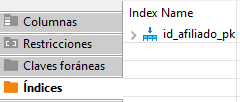 Columnas
Restricciones
Claves foráneas
Índices
Index Name
id_afiliado_pk